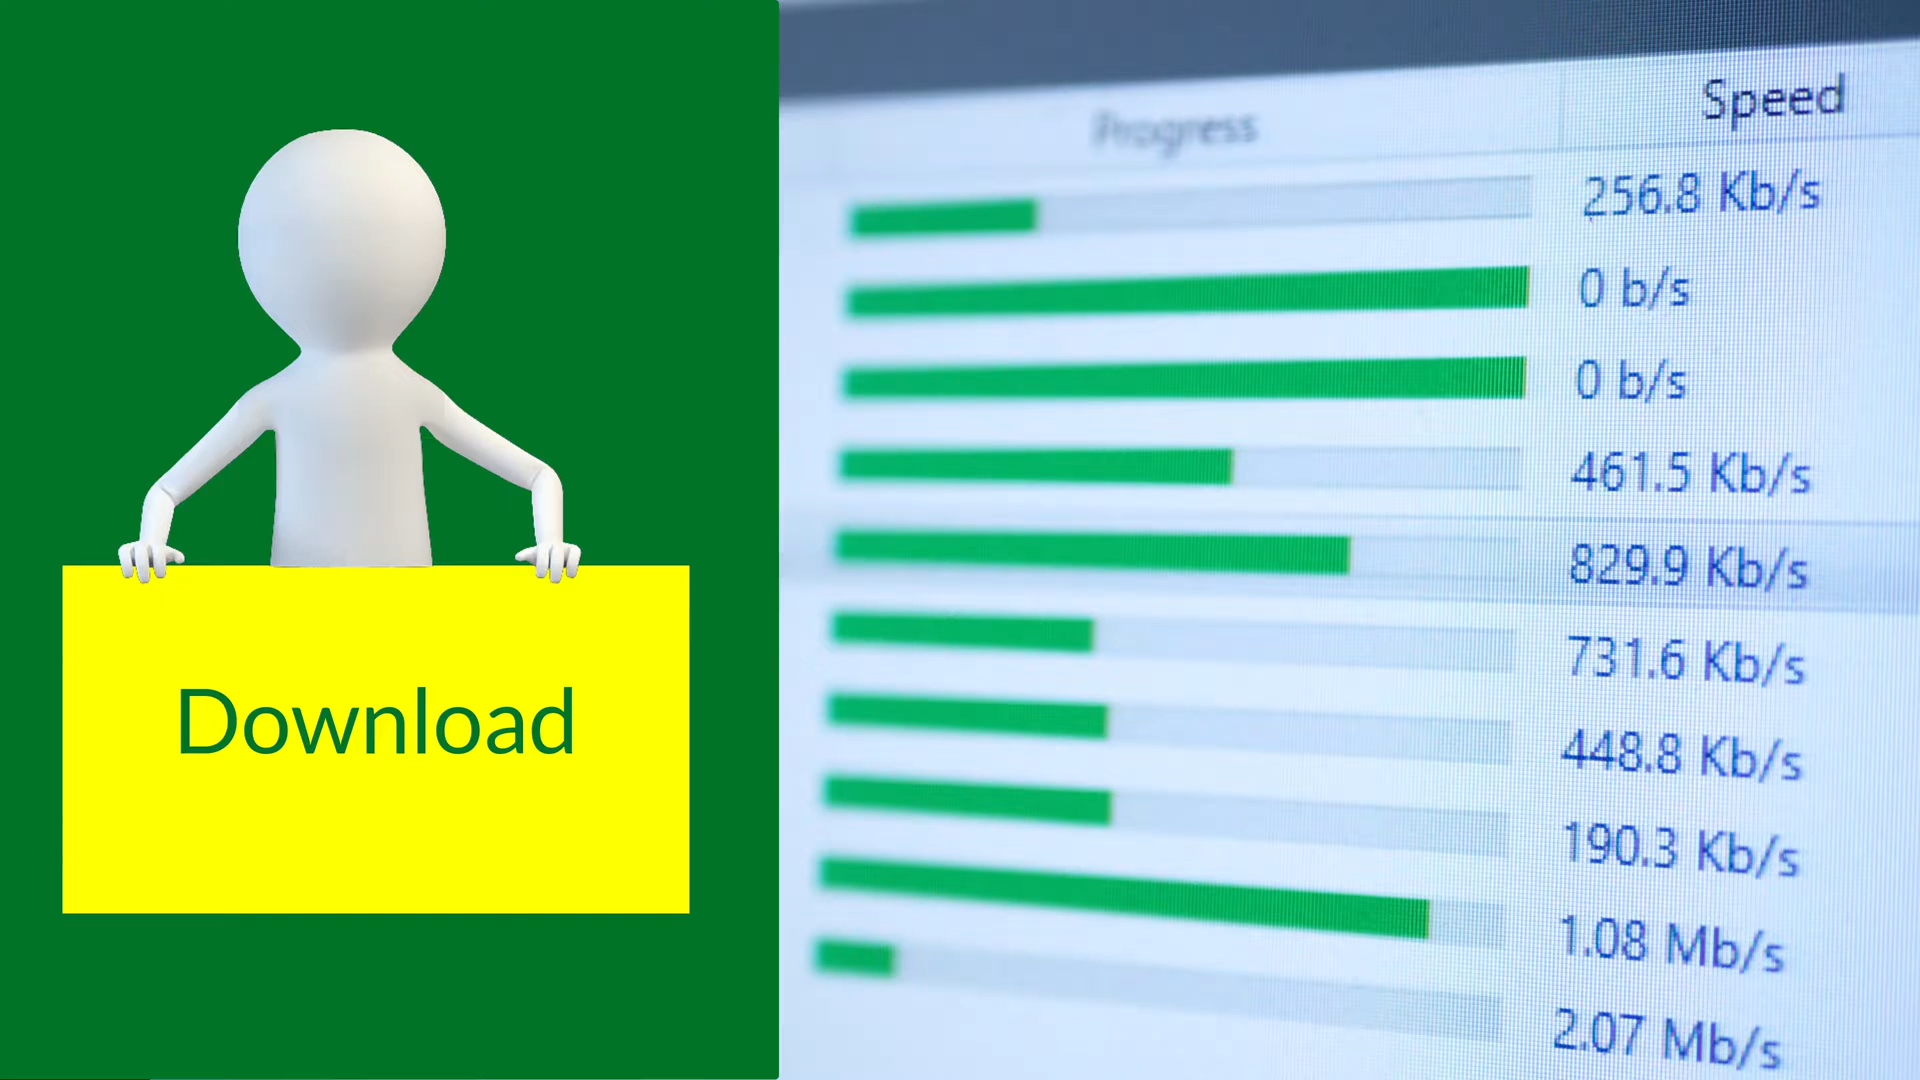 Download
Progress Speed
256.8 Kb/s
0 b/s
0 b/s
461.5 Kb/s
829.9 Kb/s
731.6 Kb/s
448.8 Kb/s
190.3 Kb/s
1.08 Mb/s
2.07 Mb/s